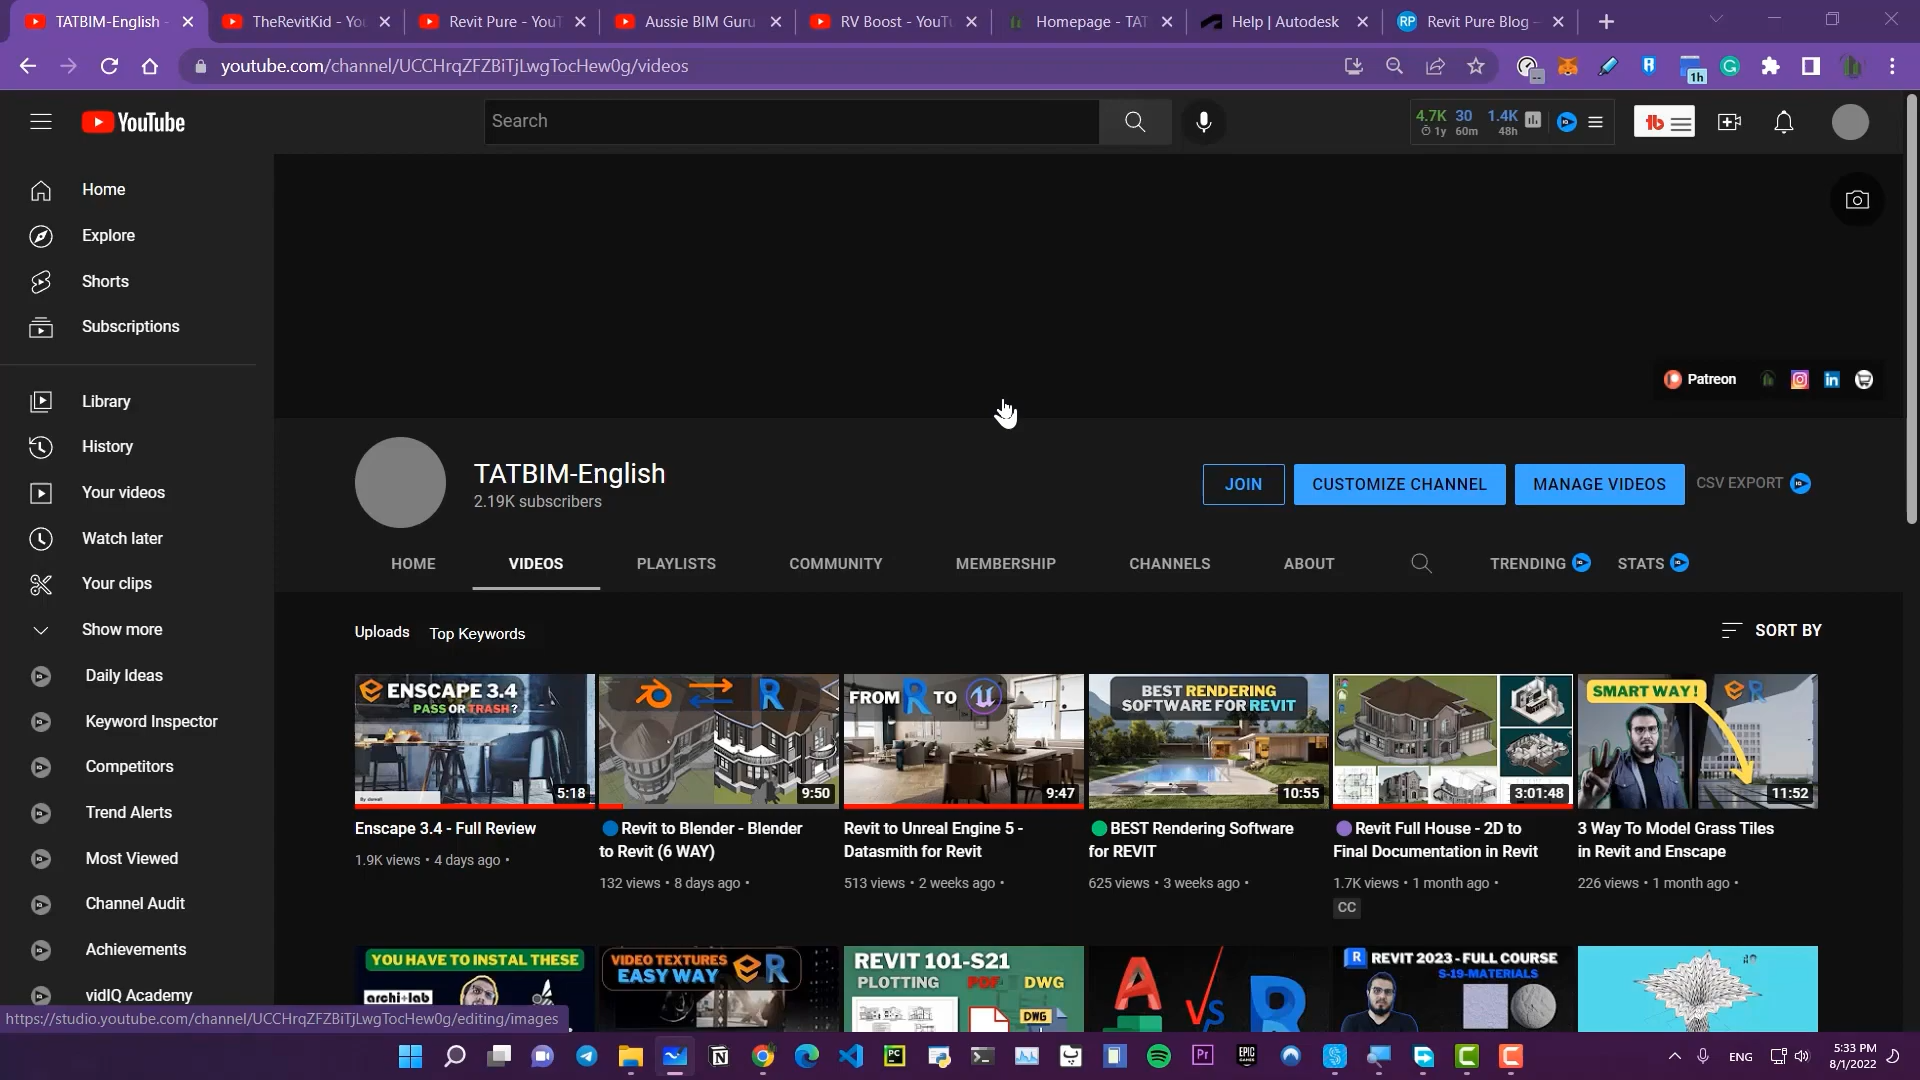 TATBIM-English -
TheRevitKid - You
Revit Pure - YouT
Aussie BIM Guru
RV Boost - YouTu
Homepage - TAT
Help | Autodesk
RP Revit Pure Blog -
youtube.com/channel/UCCHrqZFZBiTjLwgTocHew0g/videos
1h
YouTube
Search
4.7K 30 1.4K
1y 60m 48h
tb
Home
Explore
Shorts
Subscriptions
Library
History
Your videos
Watch later
Your clips
Show more
Daily Ideas
Keyword Inspector
Competitors
Trend Alerts
Most Viewed
Channel Audit
Achievements
vidIQ Academy
Patreon
TATBIM-English
2.19K subscribers
JOIN
CUSTOMIZE CHANNEL
MANAGE VIDEOS
CSV EXPORT
HOME
VIDEOS
PLAYLISTS
COMMUNITY
MEMBERSHIP
CHANNELS
ABOUT
TRENDING
STATS
Uploads
Top Keywords
SORT BY
ENSCAPE 3.4
PASS OR TRASH ?
5:18
Enscape 3.4 - Full Review
1.9K views • 4 days ago •
R
9:50
Revit to Blender - Blender
to Revit (6 WAY)
132 views • 8 days ago •
FROM R TO U
9:47
Revit to Unreal Engine 5 -
Datasmith for Revit
513 views • 2 weeks ago •
BEST RENDERING
SOFTWARE FOR REVIT
10:55
BEST Rendering Software
for REVIT
625 views • 3 weeks ago •
3:01:48
Revit Full House - 2D to
Final Documentation in Revit
1.7K views • 1 month ago •
CC
SMART WAY !
R
11:52
3 Way To Model Grass Tiles
in Revit and Enscape
226 views • 1 month ago •
YOU HAVE TO INSTAL THESE
archi+lab
VIDEO TEXTURES
EASY WAY
R
REVIT 101-S21
PLOTTING PDF DWG
DWG
A VS R
R REVIT 2023 - FULL COURSE
S-19-MATERIALS
https://studio.youtube.com/channel/UCCHrqZFZBiTjLwgTocHew0g/editing/images
PC
Pr
EPIC
GAMES
ENG
5:33 PM
8/1/2022